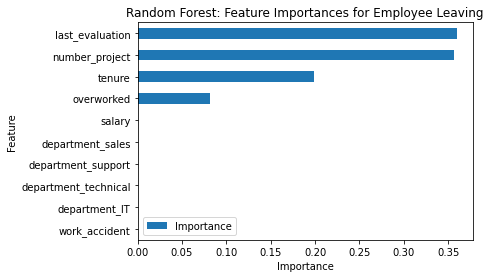 Random Forest: Feature Importances for Employee Leaving
last_evaluation
number_project
tenure
overworked
salary
department_sales
department_support
department_technical
department_IT
work_accident
Feature
Importance
0.00 0.05 0.10 0.15 0.20 0.25 0.30 0.35
Importance